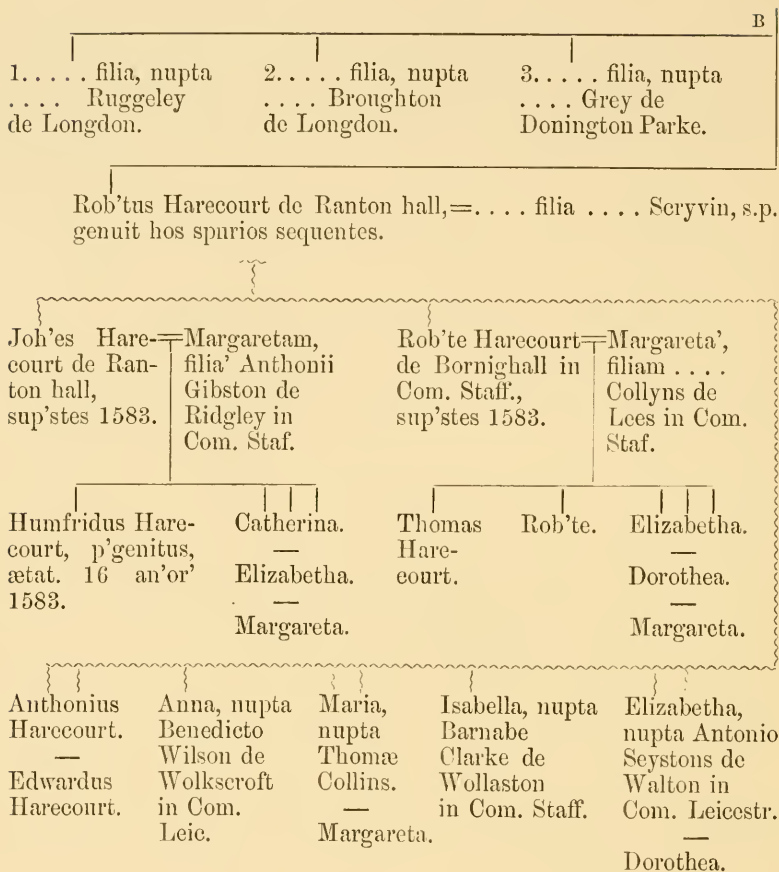 B
1. . . . . filia, nupta
. . . . Ruggeley
de Longdon.
2. . . . . filia, nupta
. . . . Broughton
de Longdon.
3. . . . . filia, nupta
. . . . Grey de
Donington Parke.
Rob'tus Harecourt de Ranton hall,=. . . . filia . . . . Scryvin, s.p.
genuit hos spurios sequentes.
Joh'es Hare-
court de Ran-
ton hall,
sup'stes 1583.
Margaretam,
filia' Anthonii
Gibston de
Ridgley in
Com. Staf.
Rob'te Harecourt
de Bornighall in
Com. Staff.,
sup'stes 1583.
Margareta',
filiam . . . .
Collyns de
Lees in Com.
Staf.
Humfridus Hare-
court, p'genitus,
ætat. 16 an'or'
1583.
Catherina.
—
Elizabetha.
—
Margareta.
Thomas
Hare-
court.
Rob'te.
Elizabetha.
—
Dorothea.
—
Margareta.
Anthonius
Harecourt.
—
Edwardus
Harecourt.
Anna, nupta
Benedicto
Wilson de
Wolkscroft
in Com.
Leic.
Maria,
nupta
Thomæ
Collins.
—
Margareta.
Isabella, nupta
Barnabe
Clarke de
Wollaston
in Com. Staff.
Elizabetha,
nupta Antonio
Seystons de
Walton in
Com. Leicestr.
—
Dorothea.